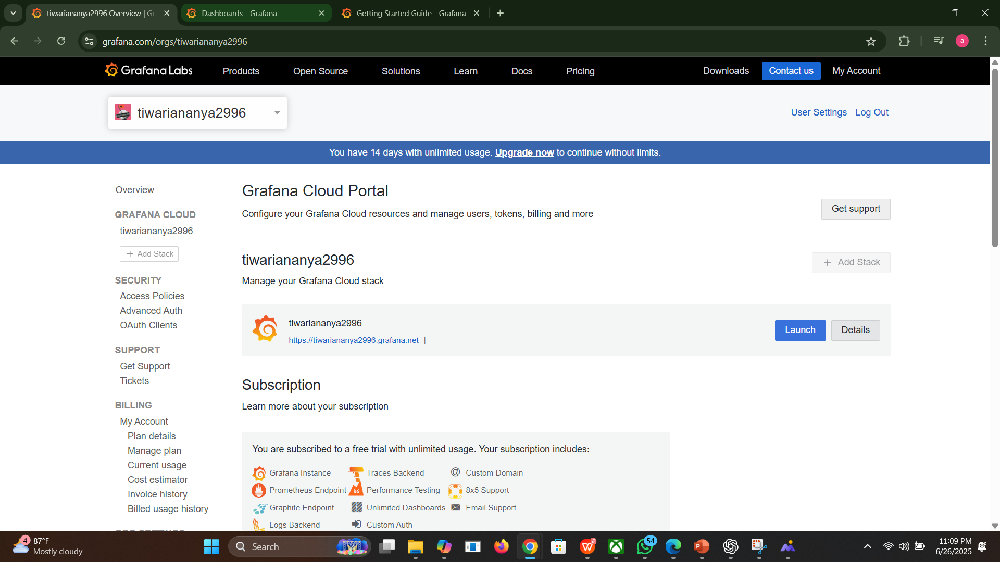 tiwariananya2996 Overview | Gr
Dashboards - Grafana
Getting Started Guide - Grafana
grafana.com/orgs/tiwariananya2996
a
Grafana Labs
Products
Open Source
Solutions
Learn
Docs
Pricing
Downloads
Contact us
My Account
tiwariananya2996
User Settings
Log Out
You have 14 days with unlimited usage. Upgrade now to continue without limits.
Overview
GRAFANA CLOUD
tiwariananya2996
+ Add Stack
SECURITY
Access Policies
Advanced Auth
OAuth Clients
SUPPORT
Get Support
Tickets
BILLING
My Account
Plan details
Manage plan
Current usage
Cost estimator
Invoice history
Billed usage history
ORG SETTINGS
Grafana Cloud Portal
Configure your Grafana Cloud resources and manage users, tokens, billing and more
Get support
tiwariananya2996
+ Add Stack
Manage your Grafana Cloud stack
tiwariananya2996
https://tiwariananya2996.grafana.net |
Launch
Details
Subscription
Learn more about your subscription
You are subscribed to a free trial with unlimited usage. Your subscription includes:
Grafana Instance
Traces Backend
@ Custom Domain
Prometheus Endpoint
k6 Performance Testing
8x5 Support
Graphite Endpoint
Unlimited Dashboards
Email Support
Logs Backend
Custom Auth
4
87°F
Mostly cloudy
Search
54
11:09 PM
6/26/2025